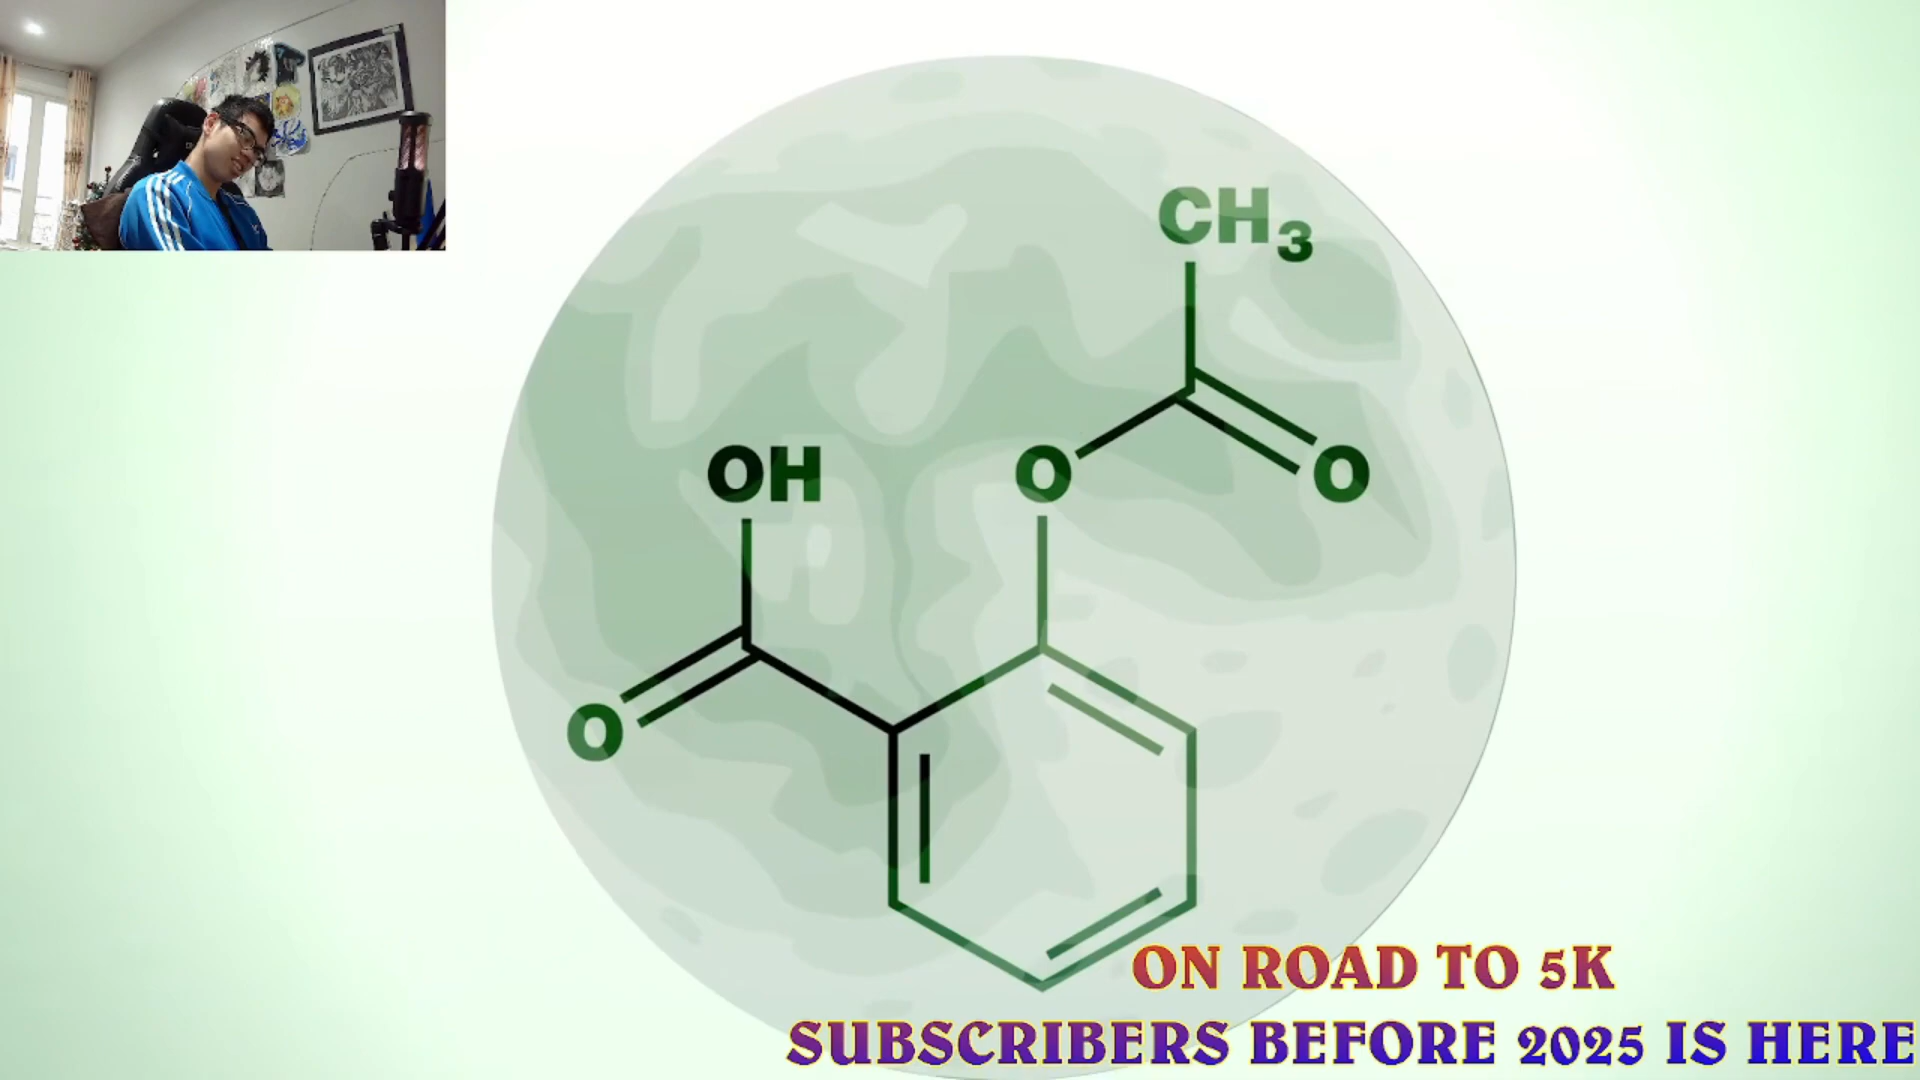 CH3
OH
O
O
O
ON ROAD TO 5K
SUBSCRIBERS BEFORE 2025 IS HERE